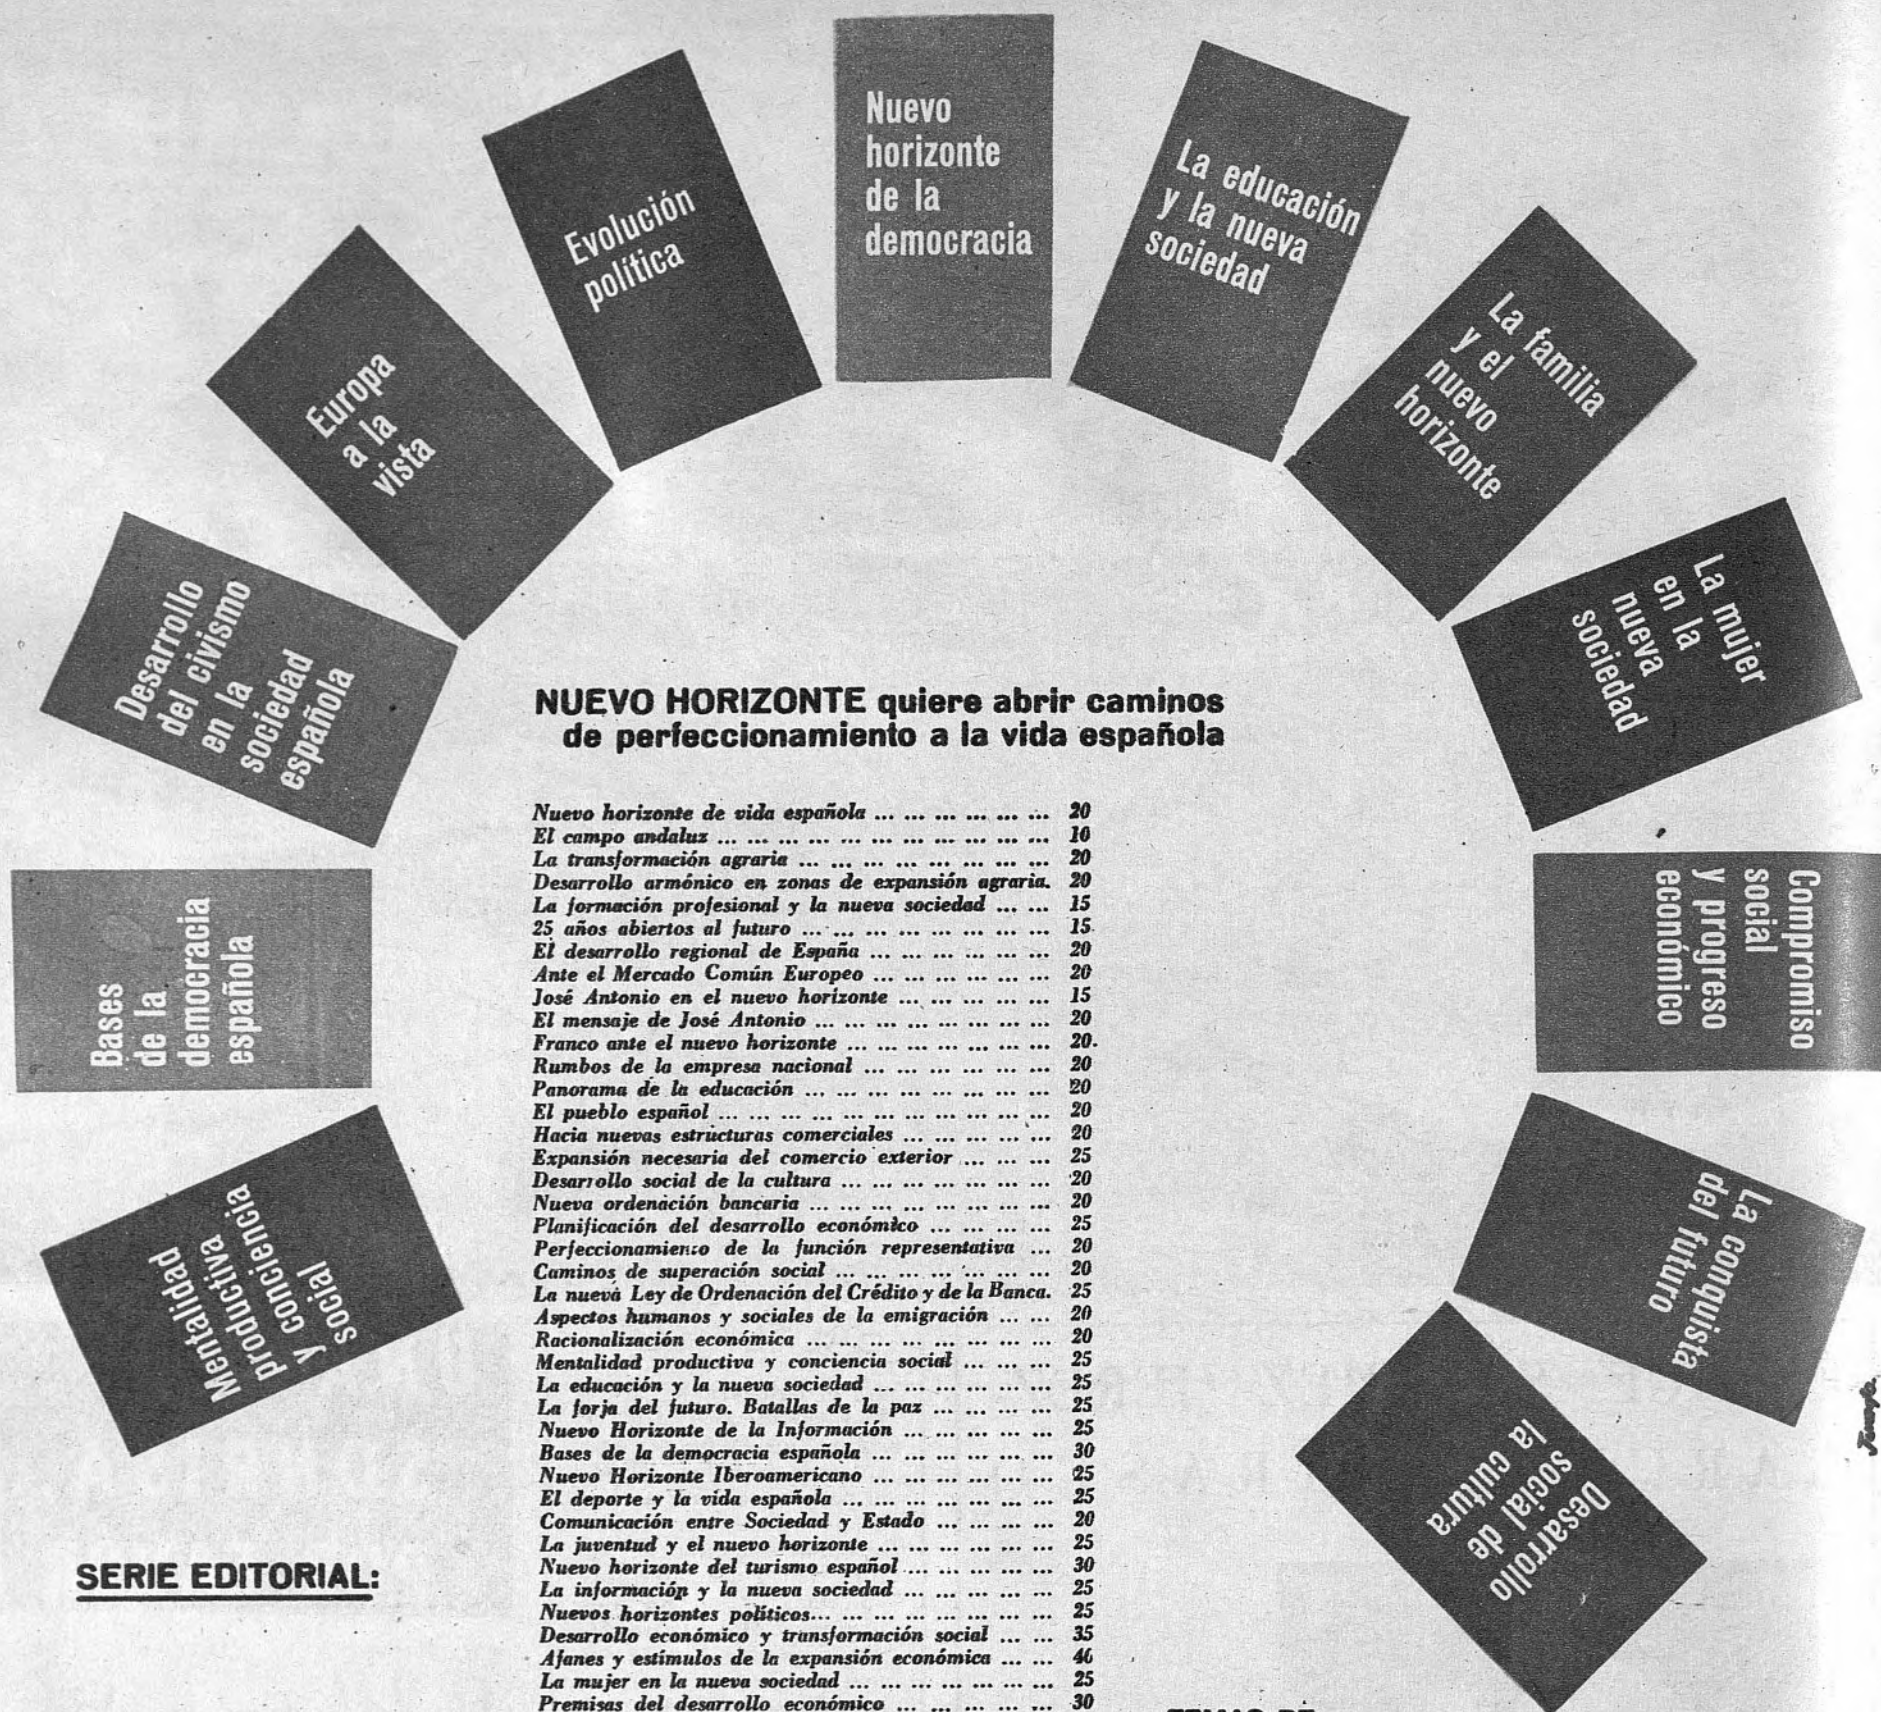 Nuevo
horizonte
de la
democracia
Evolución
política
La educación
y la nueva
sociedad
Europa
a la
vista
La familia
y el
nuevo
horizonte
Desarrollo
del civismo
en la
sociedad
española
La mujer
en la
nueva
sociedad
Bases
de la
democracia
española
Compromiso
social
y progreso
económico
Mentalidad
productiva
y conciencia
social
La conquista
del futuro
Desarrollo
social de
la cultura
NUEVO HORIZONTE quiere abrir caminos
de perfeccionamiento a la vida española
Nuevo horizonte de vida española ... ... ... ... ... ... 20
El campo andaluz ... ... ... ... ... ... ... ... ... ... ... 10
La transformación agraria ... ... ... ... ... ... ... ... 20
Desarrollo armónico en zonas de expansión agraria. 20
La formación profesional y la nueva sociedad ... ... 15
25 años abiertos al futuro ... ... ... ... ... ... ... ... 15
El desarrollo regional de España ... ... ... ... ... ... 20
Ante el Mercado Común Europeo ... ... ... ... ... ... 20
José Antonio en el nuevo horizonte ... ... ... ... ... 15
El mensaje de José Antonio ... ... ... ... ... ... ... ... 20
Franco ante el nuevo horizonte ... ... ... ... ... ... ... 20.
Rumbos de la empresa nacional ... ... ... ... ... ... 20
Panorama de la educación ... ... ... ... ... ... ... ... 20
El pueblo español ... ... ... ... ... ... ... ... ... ... ... 20
Hacia nuevas estructuras comerciales ... ... ... ... ... 20
Expansión necesaria del comercio exterior ... ... ... 25
Desarrollo social de la cultura ... ... ... ... ... ... ... 20
Nueva ordenación bancaria ... ... ... ... ... ... ... ... 20
Planificación del desarrollo económico ... ... ... ... 25
Perfeccionamiento de la función representativa ... 20
Caminos de superación social ... ... ... ... ... ... ... 20
La nueva Ley de Ordenación del Crédito y de la Banca. 25
Aspectos humanos y sociales de la emigración ... ... 20
Racionalización económica ... ... ... ... ... ... ... ... 20
Mentalidad productiva y conciencia social ... ... ... 25
La educación y la nueva sociedad ... ... ... ... ... ... 25
La forja del futuro. Batallas de la paz ... ... ... ... 25
Nuevo Horizonte de la Información ... ... ... ... ... 25
Bases de la democracia española ... ... ... ... ... ... 30
Nuevo Horizonte Iberoamericano ... ... ... ... ... ... 25
El deporte y la vida española ... ... ... ... ... ... ... 25
Comunicación entre Sociedad y Estado ... ... ... ... 20
La juventud y el nuevo horizonte ... ... ... ... ... ... 25
Nuevo horizonte del turismo español ... ... ... ... ... 30
La información y la nueva sociedad ... ... ... ... ... 25
Nuevos horizontes políticos... ... ... ... ... ... ... ... 25
Desarrollo económico y transformación social ... ... 35
Afanes y estímulos de la expansión económica ... ... 40
La mujer en la nueva sociedad ... ... ... ... ... ... ... 25
Premisas del desarrollo económico ... ... ... ... ... 30
SERIE EDITORIAL: